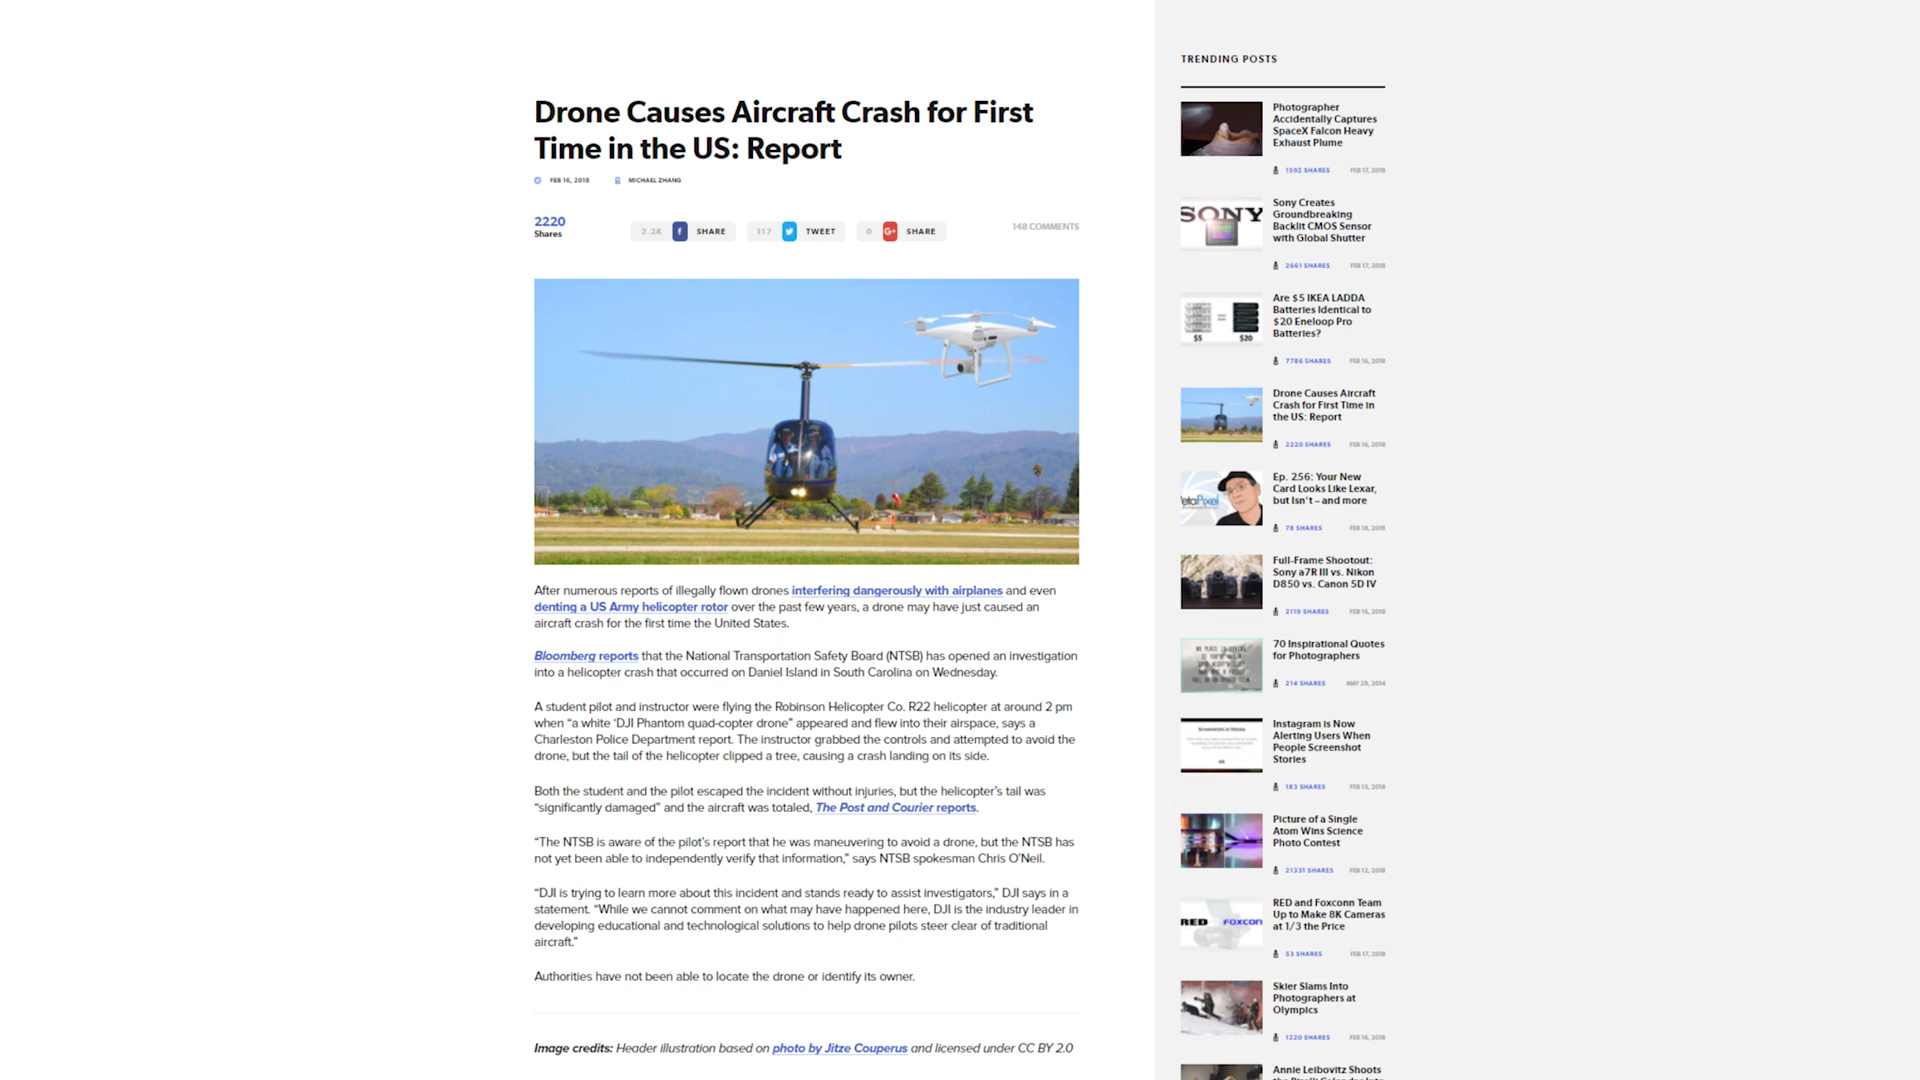 Drone Causes Aircraft Crash for First
Time in the US: Report
FEB 16, 2018 MICHAEL ZHANG
2220
Shares
2.2K f SHARE
117 TWEET
0 G+ SHARE
148 COMMENTS
After numerous reports of illegally flown drones interfering dangerously with airplanes and even
denting a US Army helicopter rotor over the past few years, a drone may have just caused an
aircraft crash for the first time the United States.
Bloomberg reports that the National Transportation Safety Board (NTSB) has opened an investigation
into a helicopter crash that occurred on Daniel Island in South Carolina on Wednesday.
A student pilot and instructor were flying the Robinson Helicopter Co. R22 helicopter at around 2 pm
when “a white ‘DJI Phantom quad-copter drone” appeared and flew into their airspace, says a
Charleston Police Department report. The instructor grabbed the controls and attempted to avoid the
drone, but the tail of the helicopter clipped a tree, causing a crash landing on its side.
Both the student and the pilot escaped the incident without injuries, but the helicopter’s tail was
“significantly damaged” and the aircraft was totaled, The Post and Courier reports.
“The NTSB is aware of the pilot’s report that he was maneuvering to avoid a drone, but the NTSB has
not yet been able to independently verify that information,” says NTSB spokesman Chris O’Neil.
“DJI is trying to learn more about this incident and stands ready to assist investigators,” DJI says in a
statement. “While we cannot comment on what may have happened here, DJI is the industry leader in
developing educational and technological solutions to help drone pilots steer clear of traditional
aircraft.”
Authorities have not been able to locate the drone or identify its owner.
Image credits: Header illustration based on photo by Jitze Couperus and licensed under CC BY 2.0
TRENDING POSTS
Photographer
Accidentally Captures
SpaceX Falcon Heavy
Exhaust Plume
1592 SHARES FEB 17, 2018
SONY
Sony Creates
Groundbreaking
Backlit CMOS Sensor
with Global Shutter
2661 SHARES FEB 17, 2018
$5 = $20
Are $5 IKEA LADDA
Batteries Identical to
$20 Eneloop Pro
Batteries?
7786 SHARES FEB 16, 2018
Drone Causes Aircraft
Crash for First Time in
the US: Report
2220 SHARES FEB 16, 2018
etaPixel
Ep. 256: Your New
Card Looks Like Lexar,
but Isn’t – and more
78 SHARES FEB 18, 2018
Full-Frame Shootout:
Sony a7R III vs. Nikon
D850 vs. Canon 5D IV
2119 SHARES FEB 16, 2018
70 Inspirational Quotes
for Photographers
214 SHARES MAY 29, 2014
Instagram is Now
Alerting Users When
People Screenshot
Stories
183 SHARES FEB 15, 2018
Picture of a Single
Atom Wins Science
Photo Contest
21331 SHARES FEB 12, 2018
RED FOXCON
RED and Foxconn Team
Up to Make 8K Cameras
at 1/3 the Price
53 SHARES FEB 17, 2018
Skier Slams Into
Photographers at
Olympics
1220 SHARES FEB 16, 2018
Annie Leibovitz Shoots